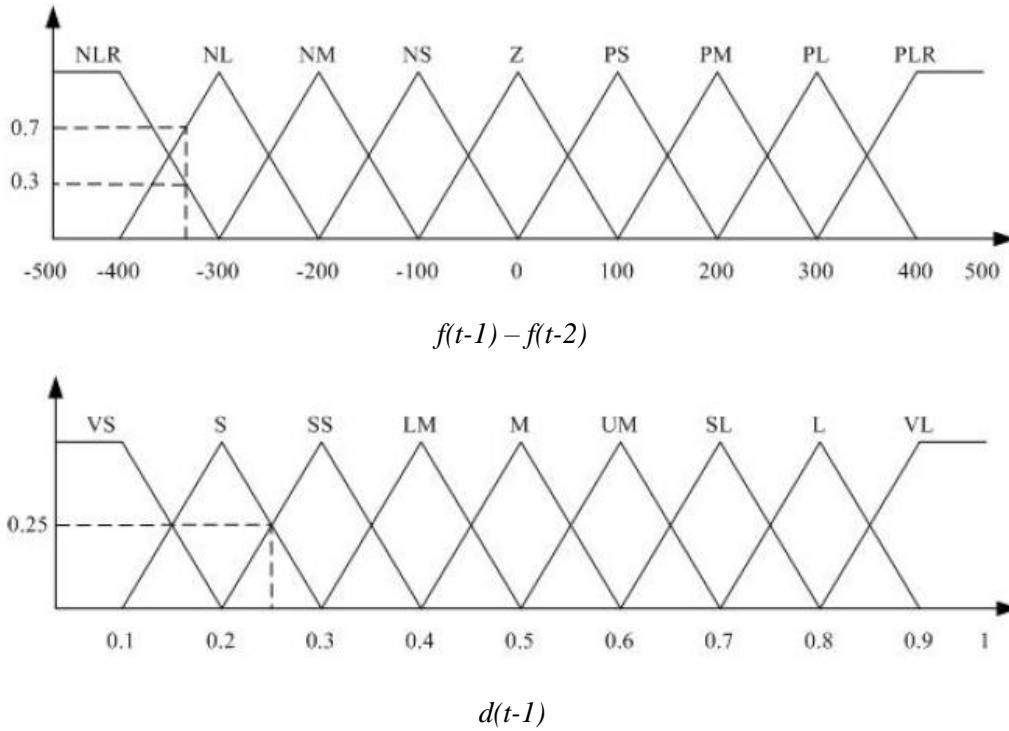 NLR NL NM NS Z PS PM PL PLR
0.7
0.3
-500 -400 -300 -200 -100 0 100 200 300 400 500
f(t-1) – f(t-2)
VS S SS LM M UM SL L VL
0.25
0.1 0.2 0.3 0.4 0.5 0.6 0.7 0.8 0.9 1
d(t-1)